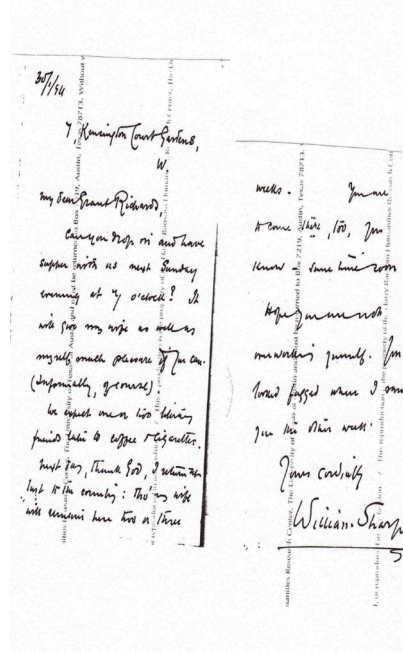 30/1/94
7, Kensington Court Gardens,
W
My dear Grant Richards,
Can you drop in and have
supper with us next Sunday
evening at 7 o'clock? It
will give my wife as well as
myself much pleasure if you can.
(Informally, of course)
We expect one or two literary
friends later to coffee & cigarettes.
Next day, thank God, I return
last to the country: tho' my wife
will remain here two or three
weeks. You are
to come there, too, you
know - some time soon
Hope you are not
overworking yourself. You
looked fagged when I saw
you the other week.
Yours cordially
William Sharp